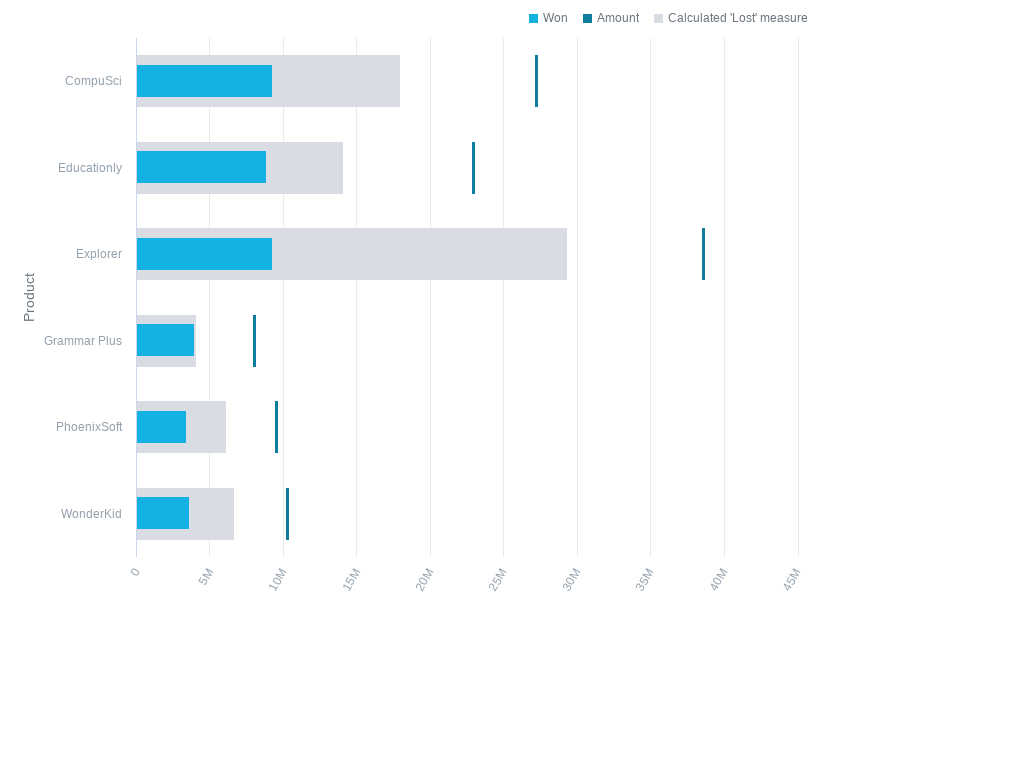 Won Amount Calculated 'Lost' measure
CompuSci
Educationly
Explorer
Product
Grammar Plus
PhoenixSoft
WonderKid
0 5M 10M 15M 20M 25M 30M 35M 40M 45M